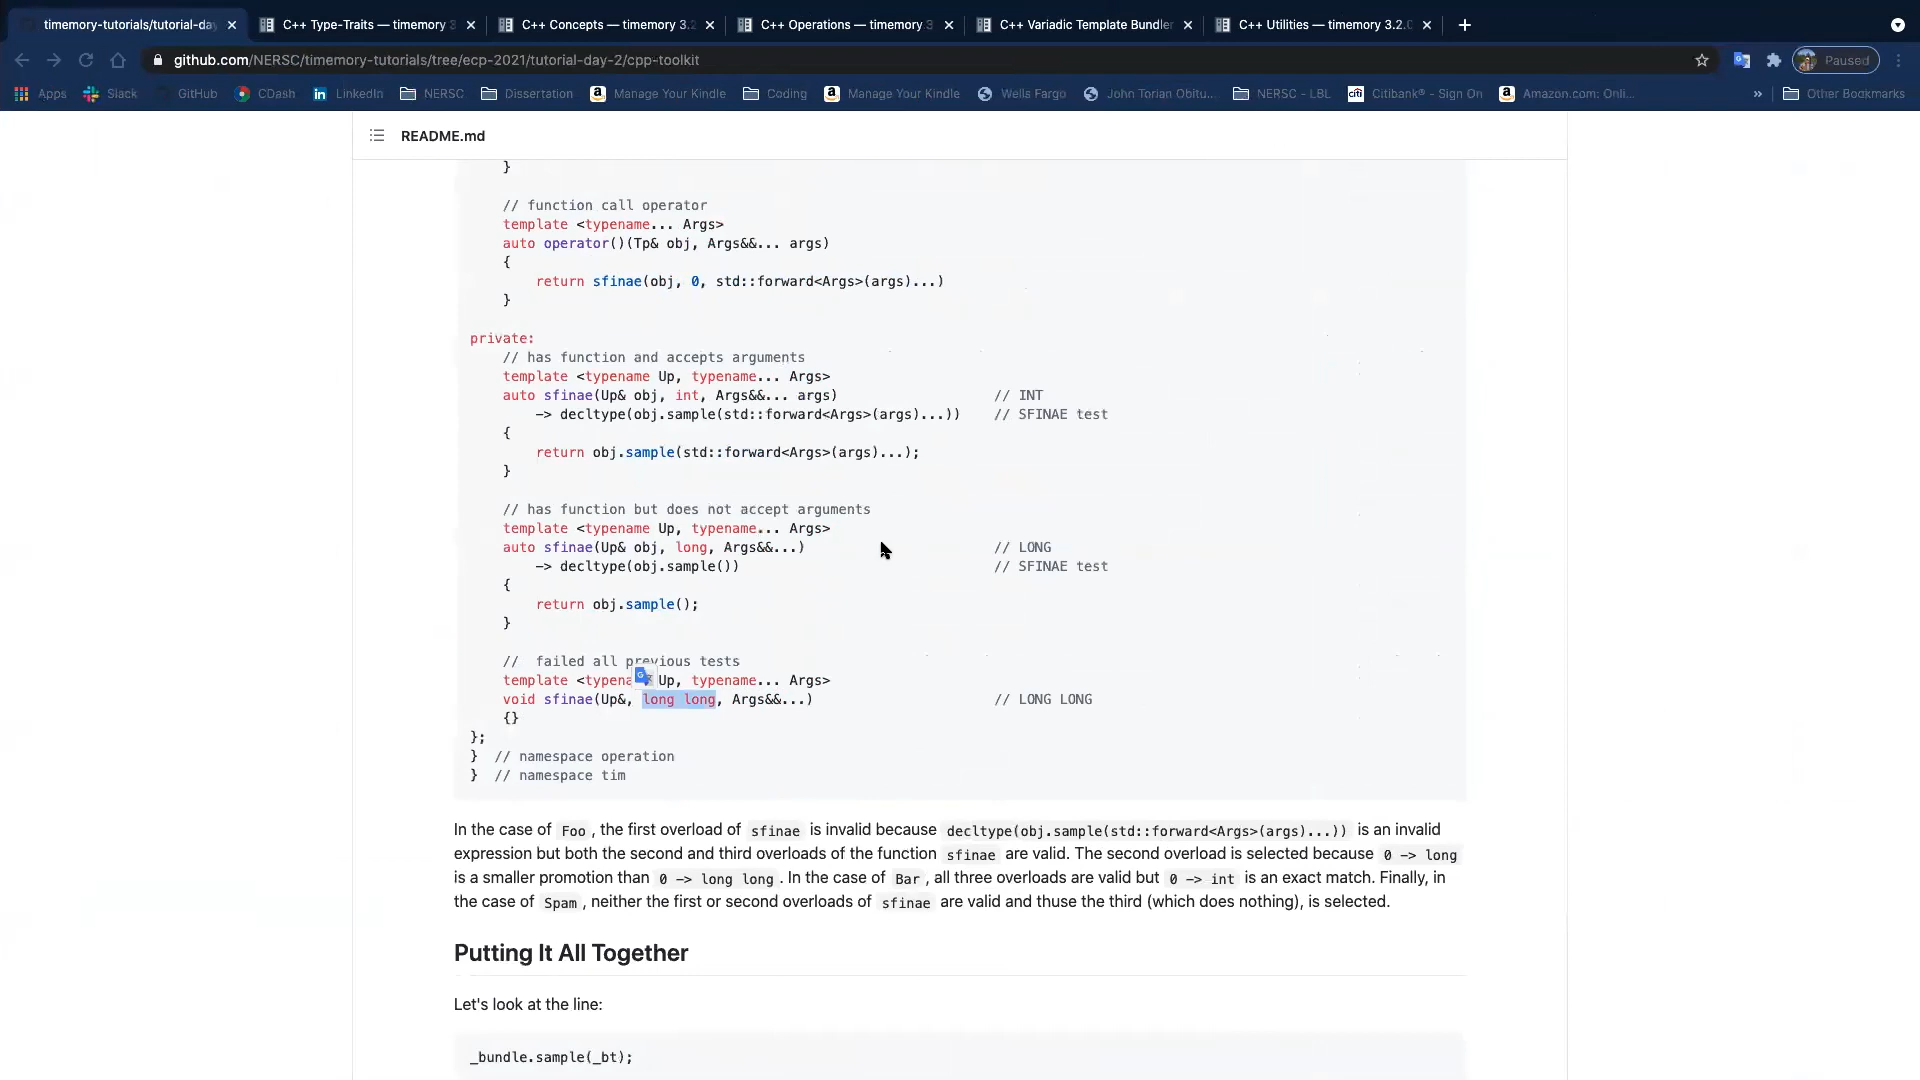 timemory-tutorials/tutorial-da
C++ Type-Traits — timemory 3
C++ Concepts — timemory 3.2
C++ Operations — timemory 3
C++ Variadic Template Bundler
C++ Utilities — timemory 3.2.0
github.com/NERSC/timemory-tutorials/tree/ecp-2021/tutorial-day-2/cpp-toolkit
Paused
Apps
Slack
GitHub
CDash
LinkedIn
NERSC
Dissertation
Manage Your Kindle
Coding
Manage Your Kindle
Wells Fargo
John Torian Obitu...
NERSC - LBL
Citibank® - Sign On
Amazon.com: Onli...
»
Other Bookmarks
README.md
}
// function call operator
template <typename... Args>
auto operator()(Tp& obj, Args&&... args)
{
return sfinae(obj, 0, std::forward<Args>(args)...)
}
private:
// has function and accepts arguments
template <typename Up, typename... Args>
auto sfinae(Up& obj, int, Args&&... args) // INT
-> decltype(obj.sample(std::forward<Args>(args)...)) // SFINAE test
{
return obj.sample(std::forward<Args>(args)...);
}
// has function but does not accept arguments
template <typename Up, typename... Args>
auto sfinae(Up& obj, long, Args&&...) // LONG
-> decltype(obj.sample()) // SFINAE test
{
return obj.sample();
}
// failed all previous tests
template <typena Up, typename... Args>
void sfinae(Up&, long long, Args&&...) // LONG LONG
{}
};
} // namespace operation
} // namespace tim
In the case of Foo , the first overload of sfinae is invalid because decltype(obj.sample(std::forward<Args>(args)...)) is an invalid
expression but both the second and third overloads of the function sfinae are valid. The second overload is selected because 0 -> long
is a smaller promotion than 0 -> long long . In the case of Bar , all three overloads are valid but 0 -> int is an exact match. Finally, in
the case of Spam , neither the first or second overloads of sfinae are valid and thuse the third (which does nothing), is selected.
Putting It All Together
Let's look at the line:
_bundle.sample(_bt);